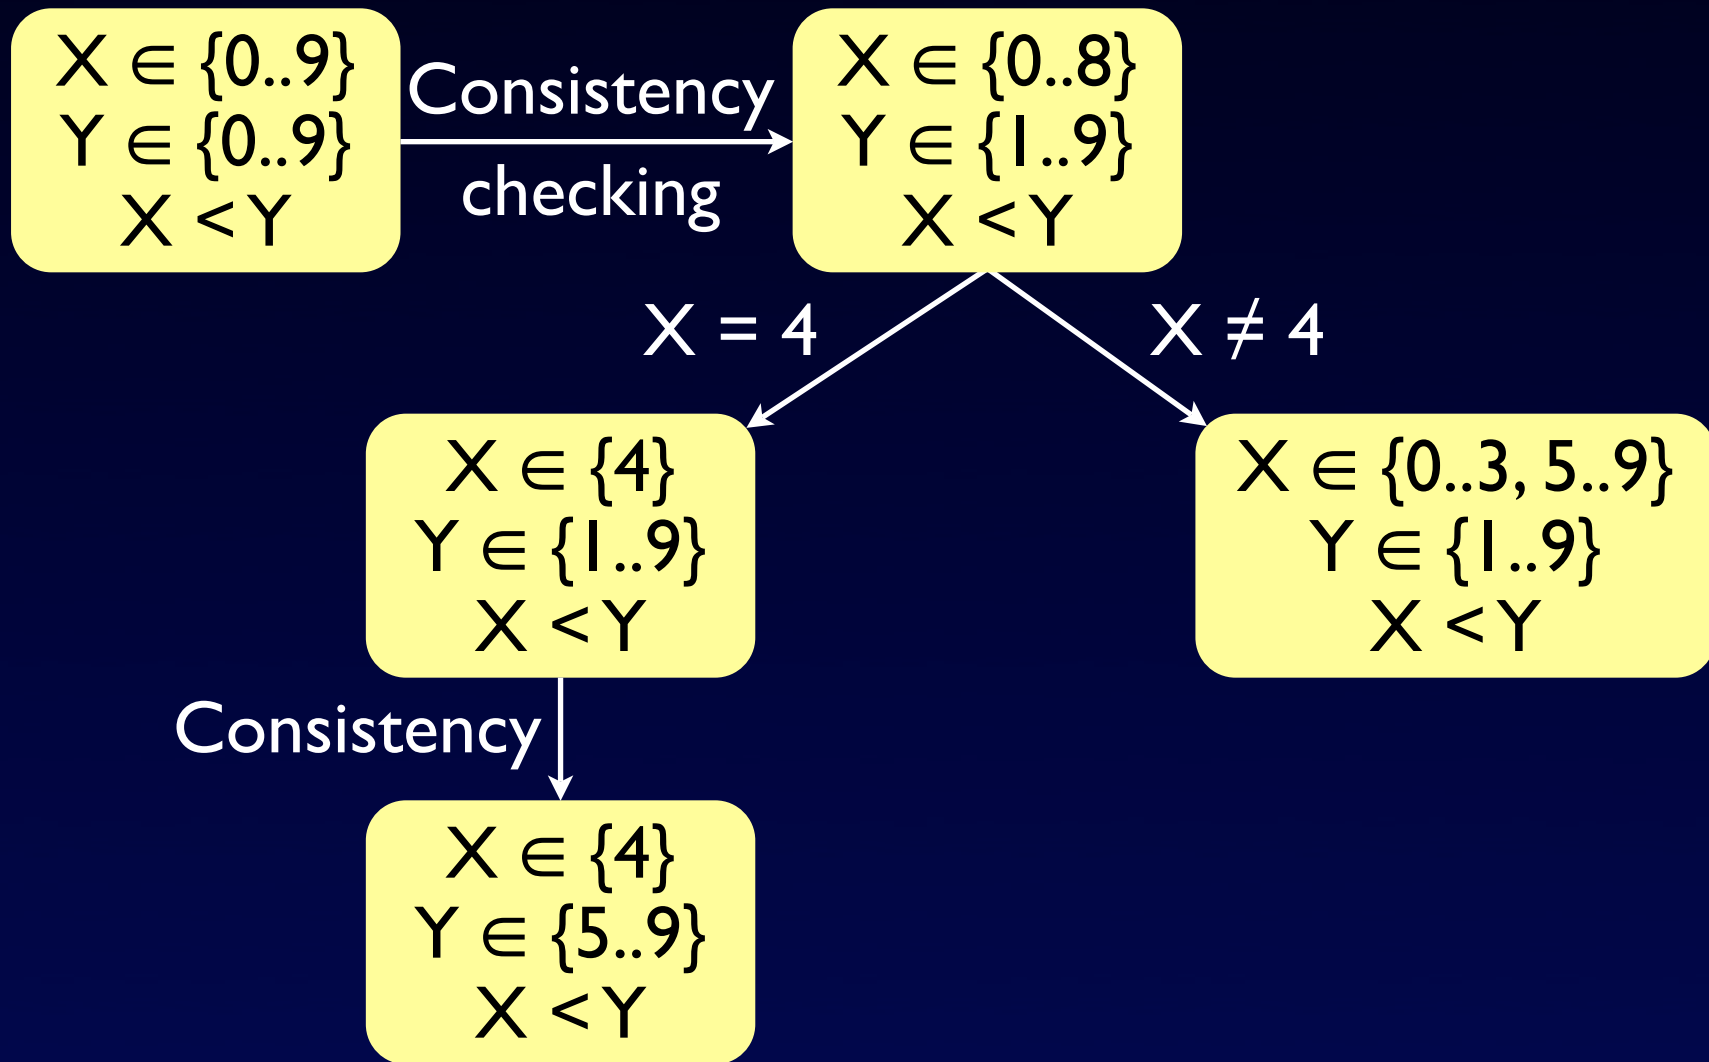 X ∈ {0..9}
Y ∈ {0..9}
X < Y
Consistency
checking
X ∈ {0..8}
Y ∈ {1..9}
X < Y
X = 4
X ≠ 4
X ∈ {4}
Y ∈ {1..9}
X < Y
X ∈ {0..3, 5..9}
Y ∈ {1..9}
X < Y
Consistency
X ∈ {4}
Y ∈ {5..9}
X < Y